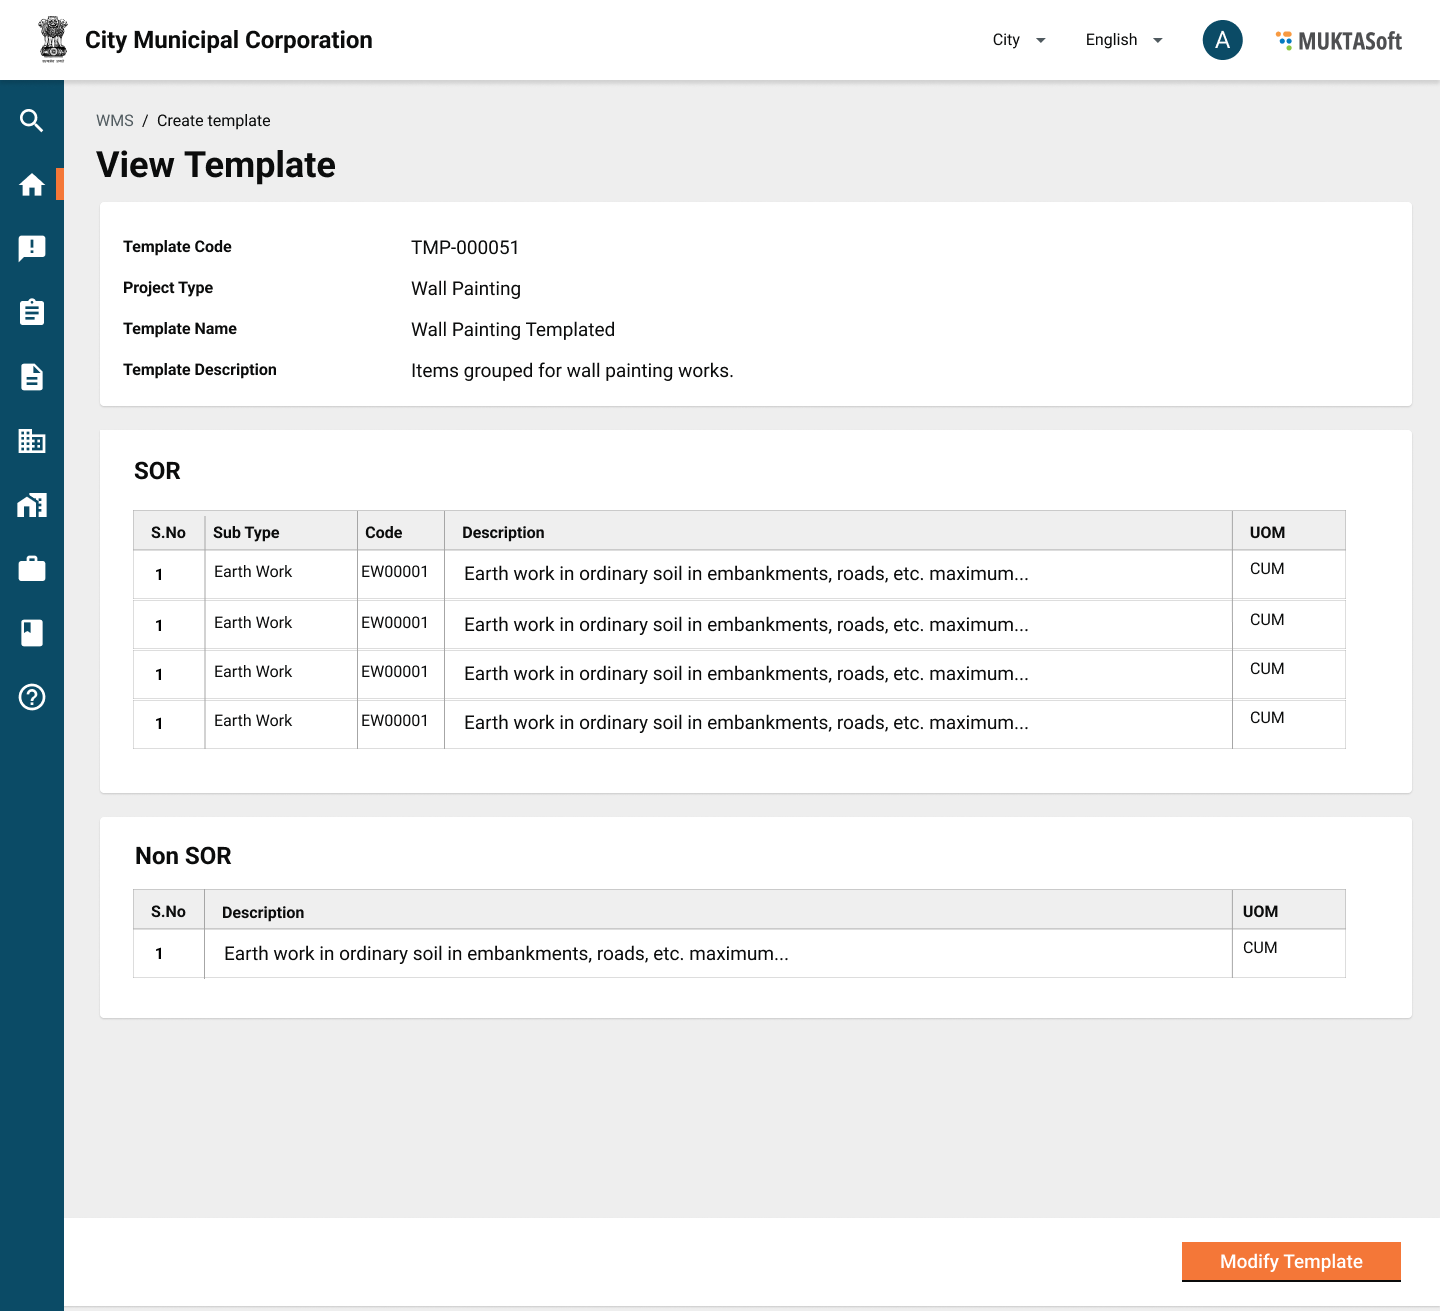 City Municipal Corporation
City
English
A
MUKTASoft
WMS / Create template
View Template
Template Code TMP-000051
Project Type Wall Painting
Template Name Wall Painting Templated
Template Description Items grouped for wall painting works.
SOR
S.No Sub Type Code Description UOM
1 Earth Work EW00001 Earth work in ordinary soil in embankments, roads, etc. maximum... CUM
1 Earth Work EW00001 Earth work in ordinary soil in embankments, roads, etc. maximum... CUM
1 Earth Work EW00001 Earth work in ordinary soil in embankments, roads, etc. maximum... CUM
1 Earth Work EW00001 Earth work in ordinary soil in embankments, roads, etc. maximum... CUM
Non SOR
S.No Description UOM
1 Earth work in ordinary soil in embankments, roads, etc. maximum... CUM
Modify Template